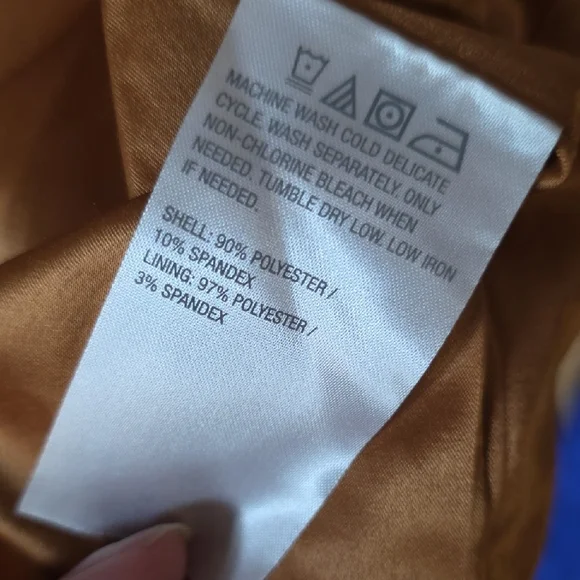 MACHINE WASH COLD DELICATE
CYCLE. WASH SEPARATELY. ONLY
NON-CHLORINE BLEACH WHEN
NEEDED. TUMBLE DRY LOW. LOW IRON
IF NEEDED.
SHELL: 90% POLYESTER /
10% SPANDEX
LINING: 97% POLYESTER /
3% SPANDEX